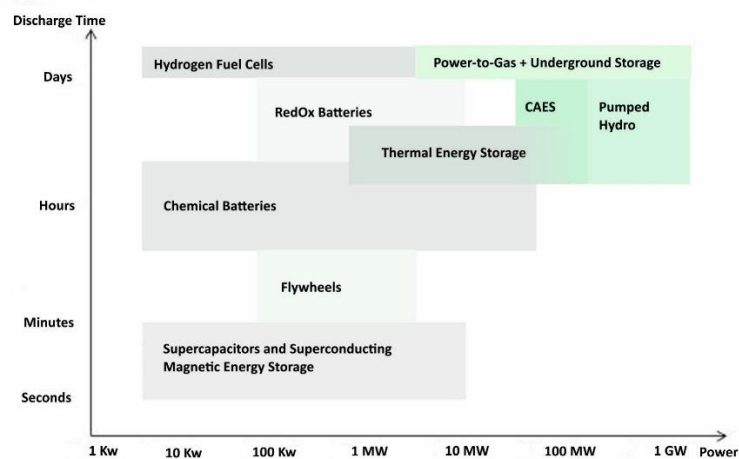 Discharge Time
Days
Hydrogen Fuel Cells
Power-to-Gas + Underground Storage
RedOx Batteries
CAES
Pumped
Hydro
Thermal Energy Storage
Hours
Chemical Batteries
Flywheels
Minutes
Supercapacitors and Superconducting
Magnetic Energy Storage
Seconds
1 Kw 10 Kw 100 Kw 1 MW 10 MW 100 MW 1 GW Power